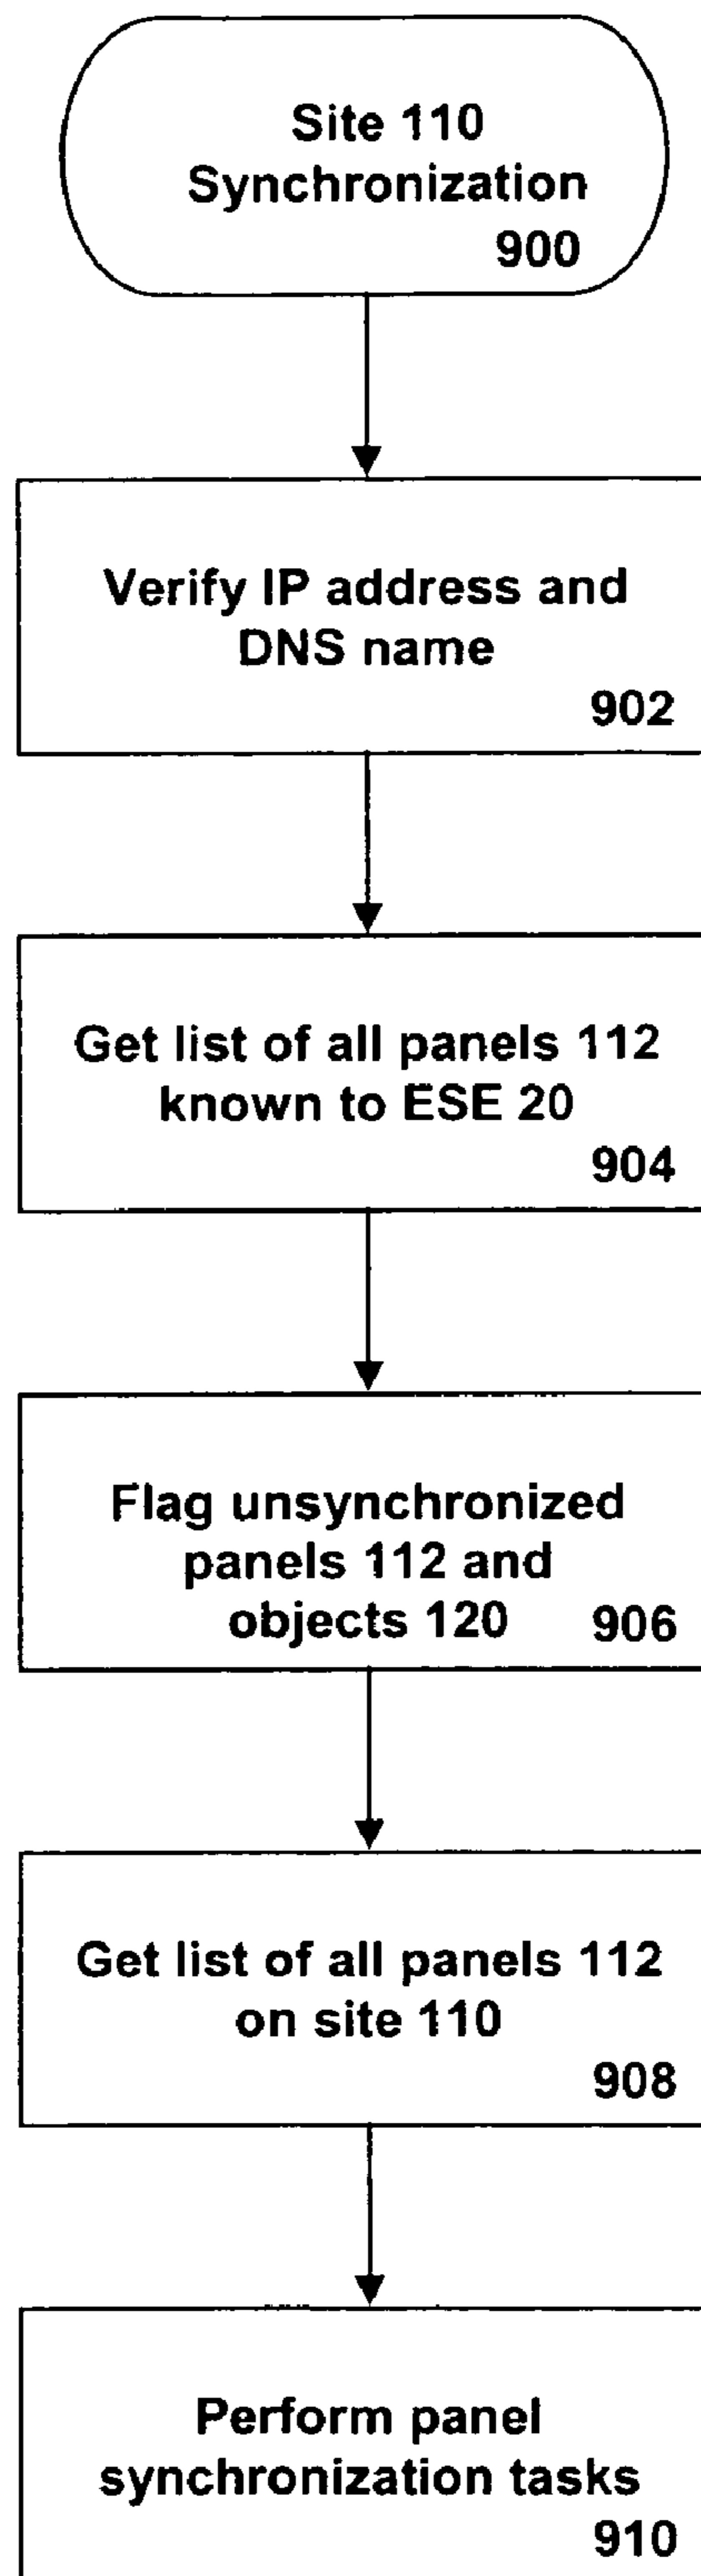 Site 110
Synchronization
900
Verify IP address and
DNS name
902
Get list of all panels 112
known to ESE 20
904
Flag unsynchronized
panels 112 and
objects 120 906
Get list of all panels 112
on site 110
908
Perform panel
synchronization tasks
910